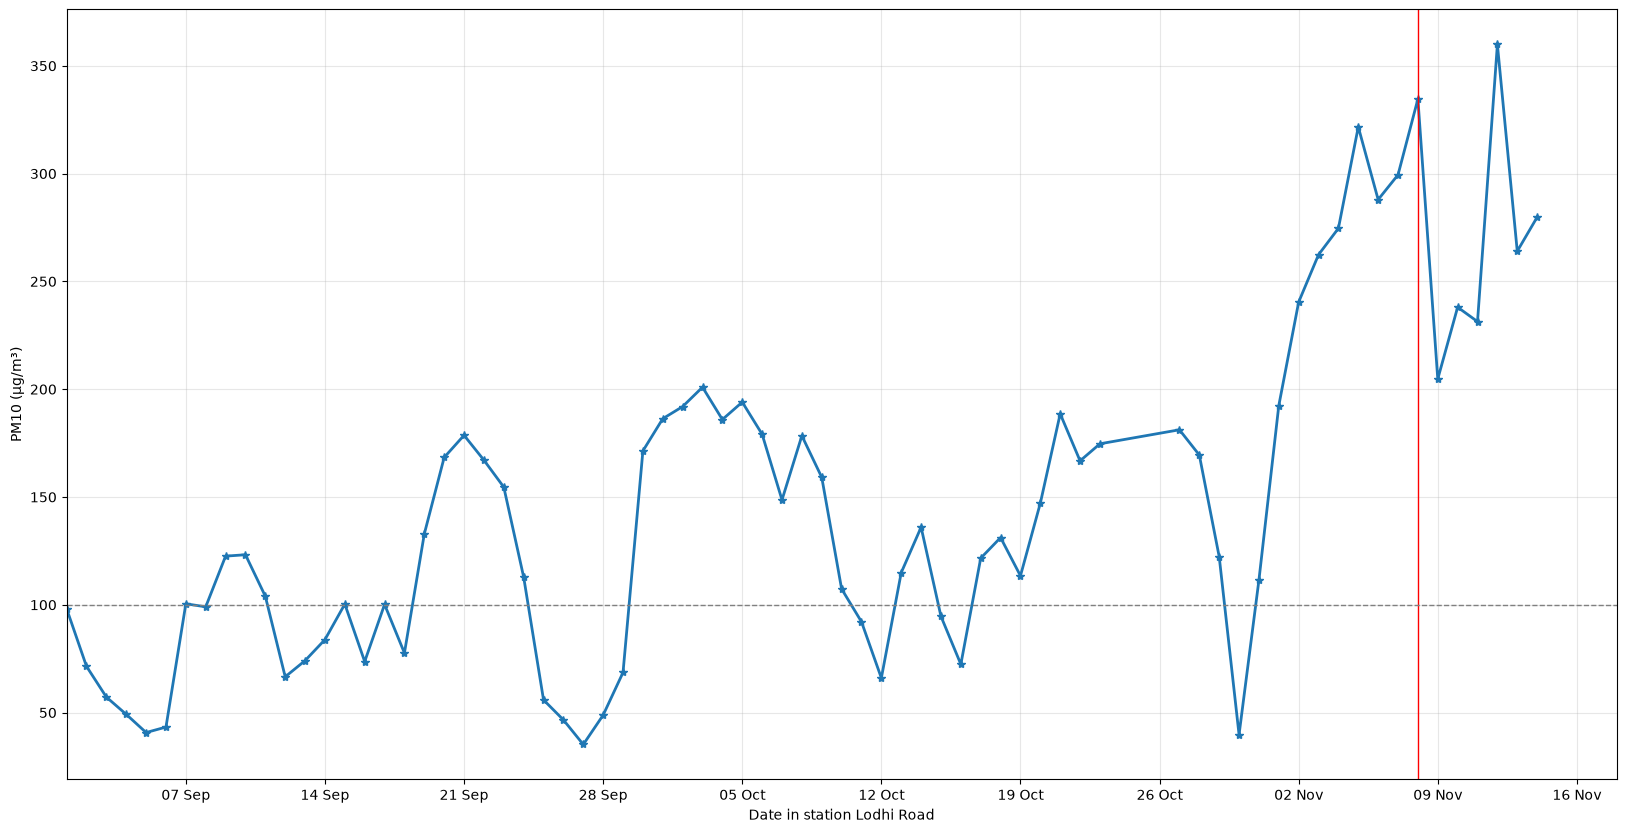 350
300
250
200
150
100
50
PM10 (µg/m³)
07 Sep 14 Sep 21 Sep 28 Sep 05 Oct 12 Oct 19 Oct 26 Oct 02 Nov 09 Nov 16 Nov
Date in station Lodhi Road